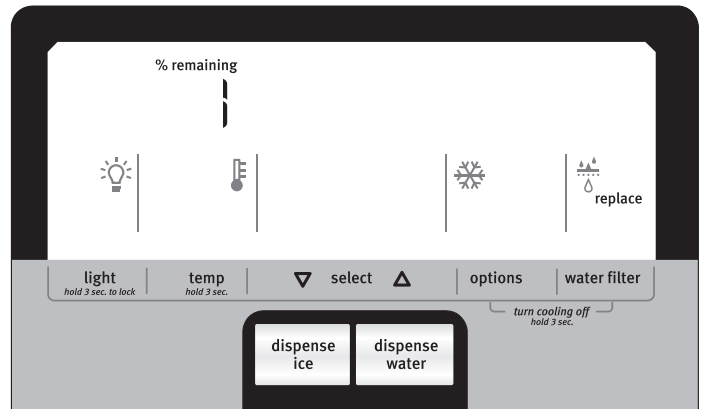 % remaining
1
replace
light
hold 3 sec. to lock
temp
hold 3 sec.
select
options
water filter
turn cooling off
hold 3 sec.
dispense
ice
dispense
water